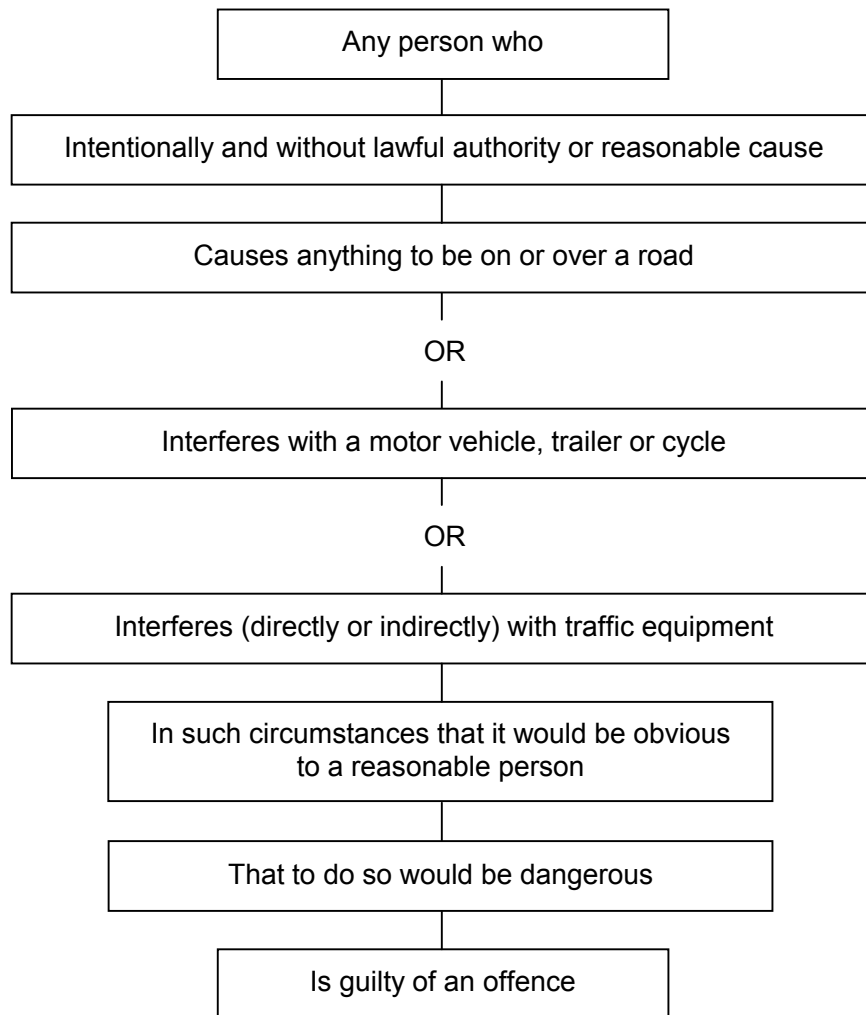 Any person who
Intentionally and without lawful authority or reasonable cause
Causes anything to be on or over a road
OR
Interferes with a motor vehicle, trailer or cycle
OR
Interferes (directly or indirectly) with traffic equipment
In such circumstances that it would be obvious
to a reasonable person
That to do so would be dangerous
Is guilty of an offence